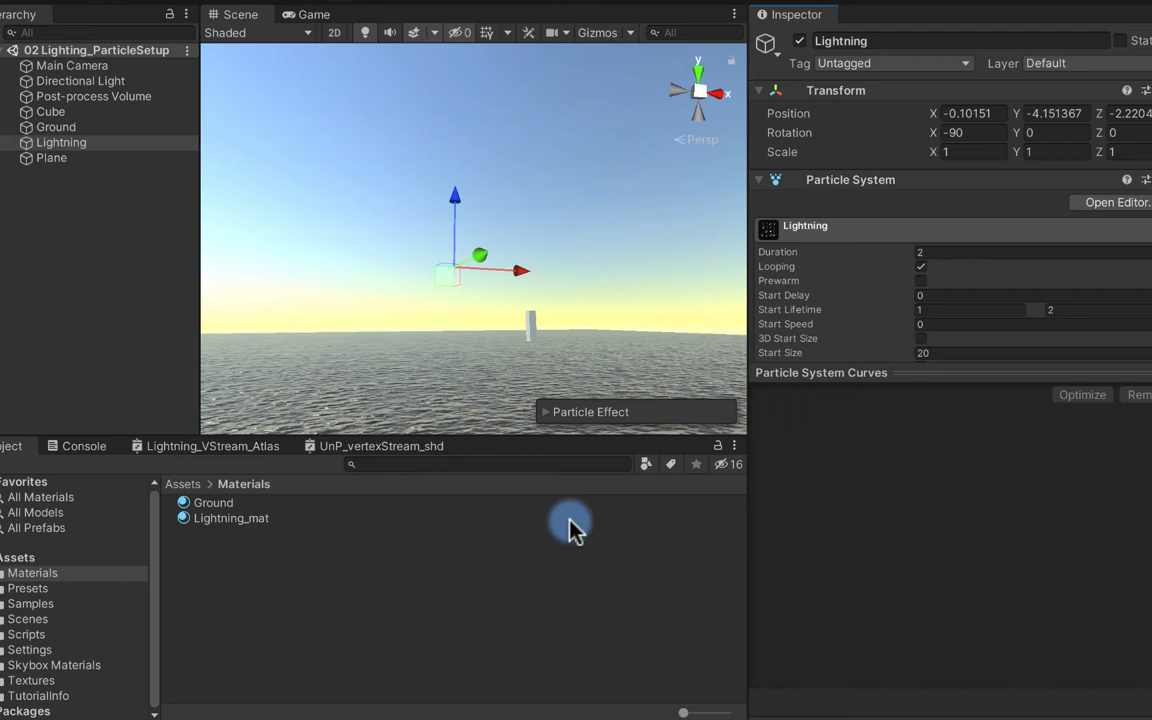 erarchy
All
02 Lighting_ParticleSetup
Main Camera
Directional Light
Post-process Volume
Cube
Ground
Lightning
Plane
Scene
Game
Shaded
2D
0
Gizmos
All
y
x
Persp
Particle Effect
Inspector
Lightning
Stat
Tag
Untagged
Layer
Default
Transform
Position X -0.10151 Y -4.151367 Z -2.2204
Rotation X -90 Y 0 Z 0
Scale X 1 Y 1 Z 1
Particle System
Open Editor.
Lightning
Duration 2
Looping
Prewarm
Start Delay 0
Start Lifetime 1 2
Start Speed 0
3D Start Size
Start Size 20
Particle System Curves
Optimize
Rem
oject
Console
Lightning_VStream_Atlas
UnP_vertexStream_shd
16
Favorites
All Materials
All Models
All Prefabs
Assets
Materials
Presets
Samples
Scenes
Scripts
Settings
Skybox Materials
Textures
TutorialInfo
Packages
Assets > Materials
Ground
Lightning_mat